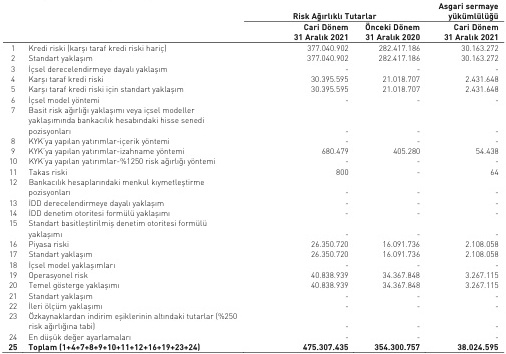 Asgari sermaye
Risk Ağırlıklı Tutarlar yükümlülüğü
Cari Dönem Önceki Dönem Cari Dönem
31 Aralık 2021 31 Aralık 2020 31 Aralık 2021
1 Kredi riski (karşı taraf kredi riski hariç) 377.040.902 282.417.186 30.163.272
2 Standart yaklaşım 377.040.902 282.417.186 30.163.272
3 İçsel derecelendirmeye dayalı yaklaşım - - -
4 Karşı taraf kredi riski 30.395.595 21.018.707 2.431.648
5 Karşı taraf kredi riski için standart yaklaşım 30.395.595 21.018.707 2.431.648
6 İçsel model yöntemi - - -
7 Basit risk ağırlığı yaklaşımı veya içsel modeller
yaklaşımında bankacılık hesabındaki hisse senedi
pozisyonları - - -
8 KYK'ya yapılan yatırımlar-içerik yöntemi - - -
9 KYK'ya yapılan yatırımlar-izahname yöntemi 680.479 405.280 54.438
10 KYK'ya yapılan yatırımlar-%1250 risk ağırlığı yöntemi - - -
11 Takas riski 800 - 64
12 Bankacılık hesaplarındaki menkul kıymetleştirme
pozisyonları - - -
13 İDD derecelendirmeye dayalı yaklaşım - - -
14 İDD denetim otoritesi formülü yaklaşımı - - -
15 Standart basitleştirilmiş denetim otoritesi formülü
yaklaşımı - - -
16 Piyasa riski 26.350.720 16.091.736 2.108.058
17 Standart yaklaşım 26.350.720 16.091.736 2.108.058
18 İçsel model yaklaşımları - - -
19 Operasyonel risk 40.838.939 34.367.848 3.267.115
20 Temel gösterge yaklaşımı 40.838.939 34.367.848 3.267.115
21 Standart yaklaşım - - -
22 İleri ölçüm yaklaşımı - - -
23 Özkaynaklardan indirim eşiklerinin altındaki tutarlar (%250
risk ağırlığına tabi) - - -
24 En düşük değer ayarlamaları - - -
25 Toplam (1+4+7+8+9+10+11+12+16+19+23+24) 475.307.435 354.300.757 38.024.595